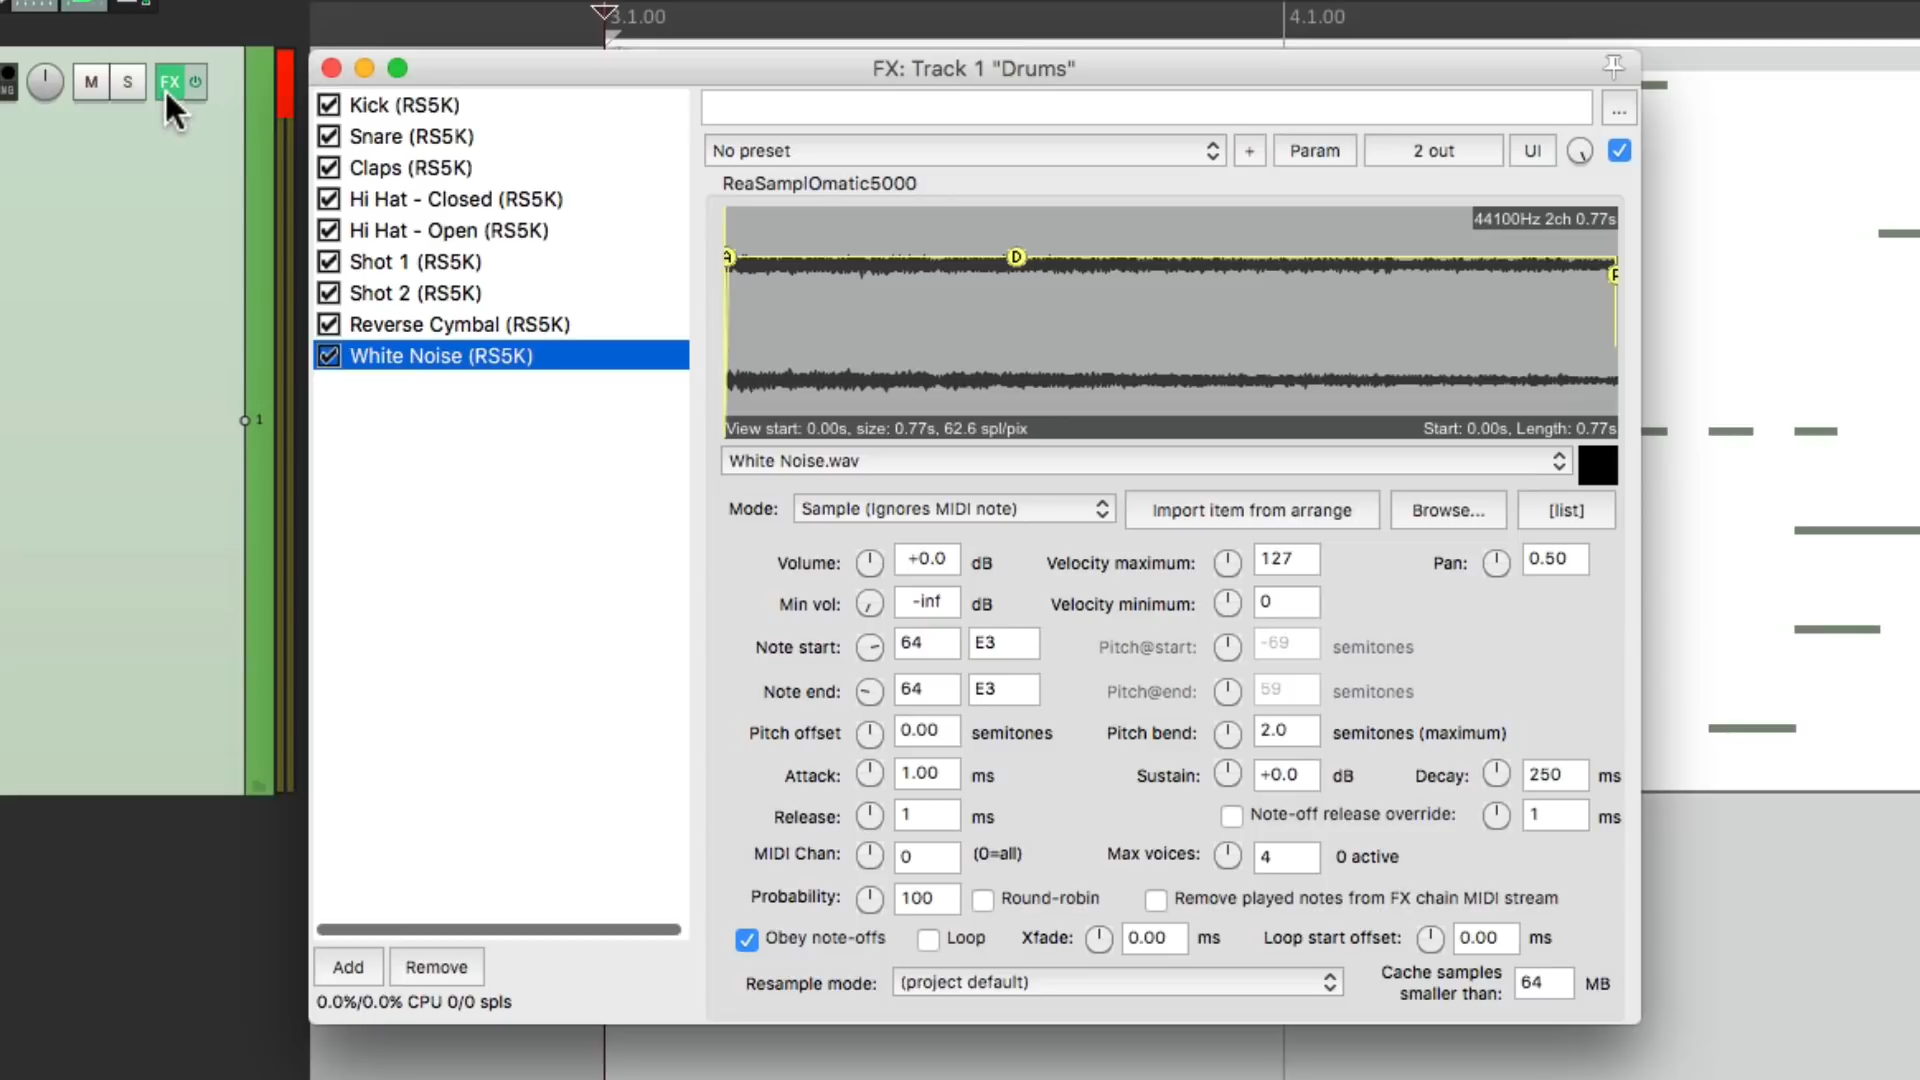 3.1.00
4.1.00
M
S
FX
FX: Track 1 "Drums"
Kick (RS5K)
Snare (RS5K)
Claps (RS5K)
Hi Hat - Closed (RS5K)
Hi Hat - Open (RS5K)
Shot 1 (RS5K)
Shot 2 (RS5K)
Reverse Cymbal (RS5K)
White Noise (RS5K)
1
Add
Remove
0.0%/0.0% CPU 0/0 spls
...
No preset
+
Param
2 out
UI
ReaSamplOmatic5000
44100Hz 2ch 0.77s
A
D
View start: 0.00s, size: 0.77s, 62.6 spl/pix
Start: 0.00s, Length: 0.77s
White Noise.wav
Mode: Sample (Ignores MIDI note)
Import item from arrange
Browse...
[list]
Volume: +0.0 dB Velocity maximum: 127 Pan: 0.50
Min vol: -inf dB Velocity minimum: 0
Note start: 64 E3 Pitch@start: -69 semitones
Note end: 64 E3 Pitch@end: 59 semitones
Pitch offset 0.00 semitones Pitch bend: 2.0 semitones (maximum)
Attack: 1.00 ms Sustain: +0.0 dB Decay: 250 ms
Release: 1 ms Note-off release override: 1 ms
MIDI Chan: 0 (0=all) Max voices: 4 0 active
Probability: 100 Round-robin Remove played notes from FX chain MIDI stream
Obey note-offs Loop Xfade: 0.00 ms Loop start offset: 0.00 ms
Resample mode: (project default) Cache samples
smaller than: 64 MB